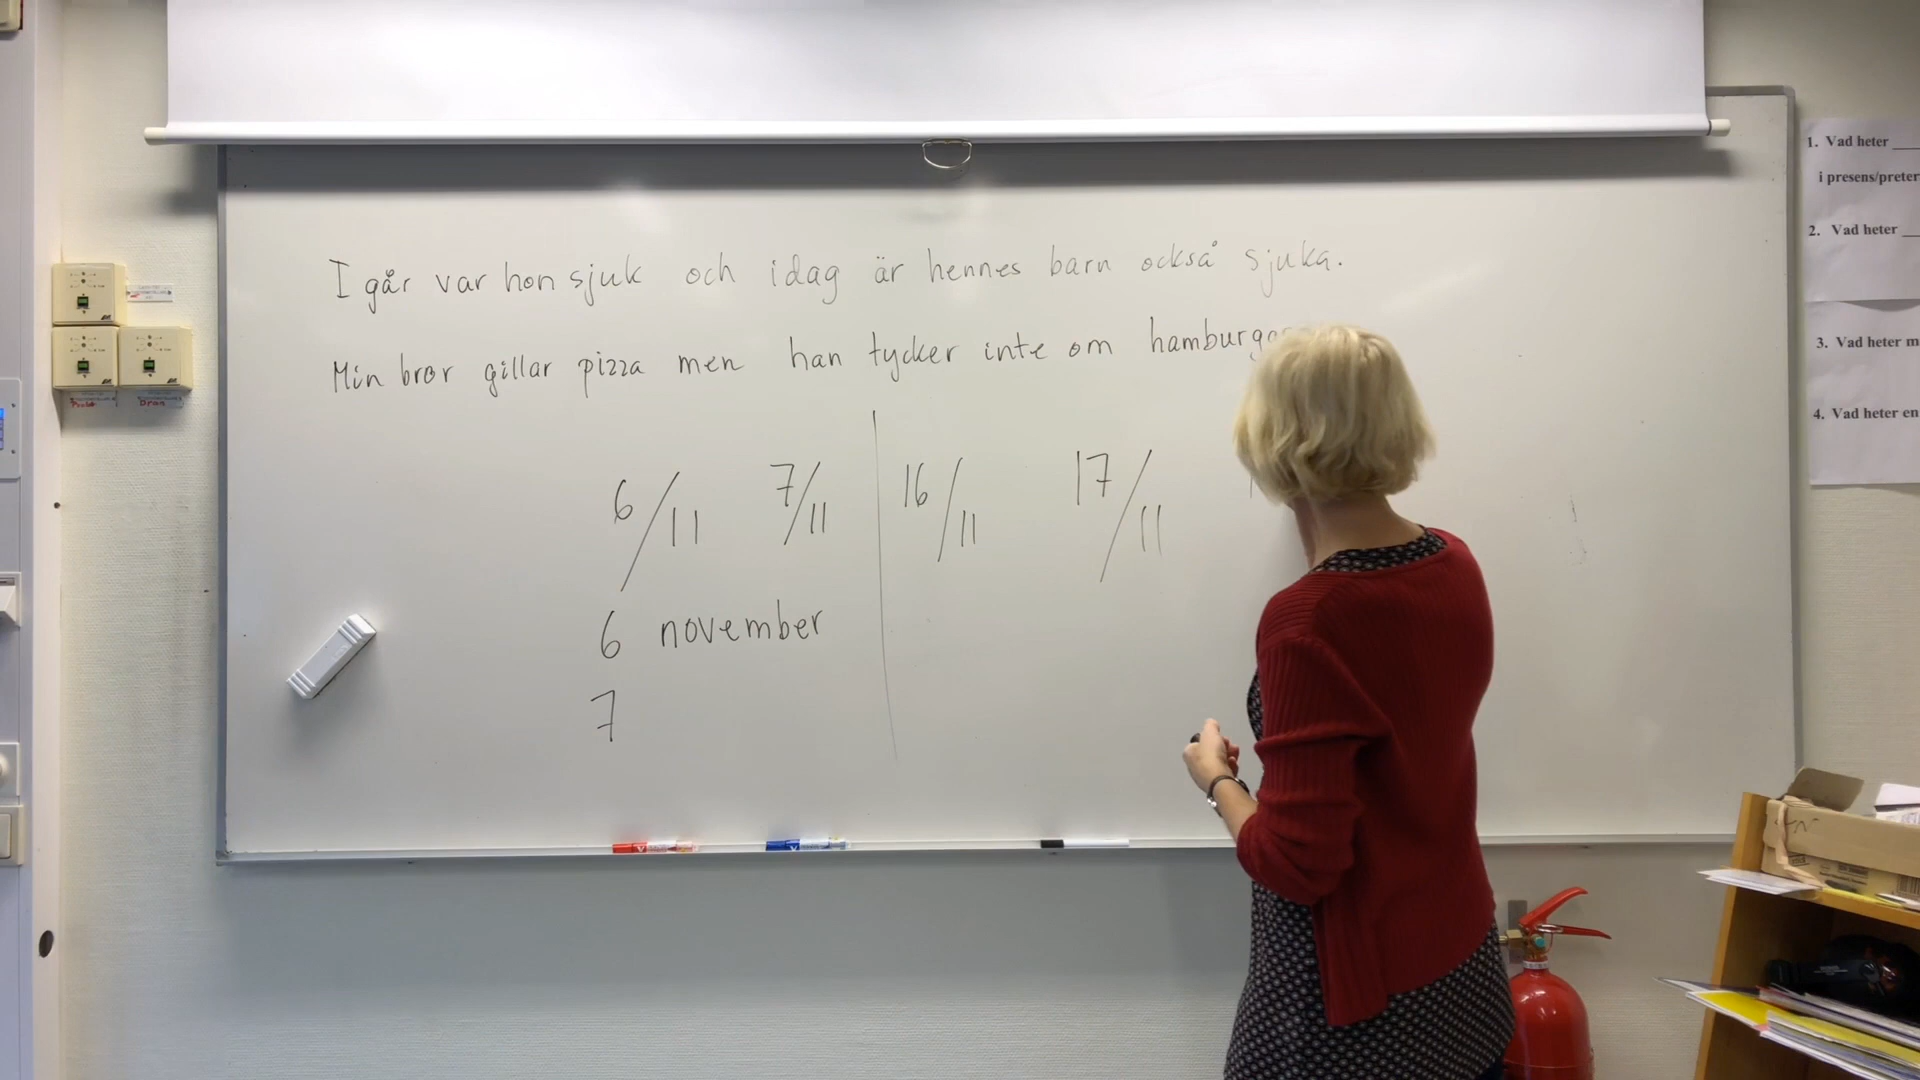 I går var hon sjuk och idag är hennes barn också sjuka.
Min bror gillar pizza men han tycker inte om
6/11 7/11 16/11 17/11
6 november
7
1. Vad heter ___
i presens/preter
2. Vad heter __
3. Vad heter m
4. Vad heter en